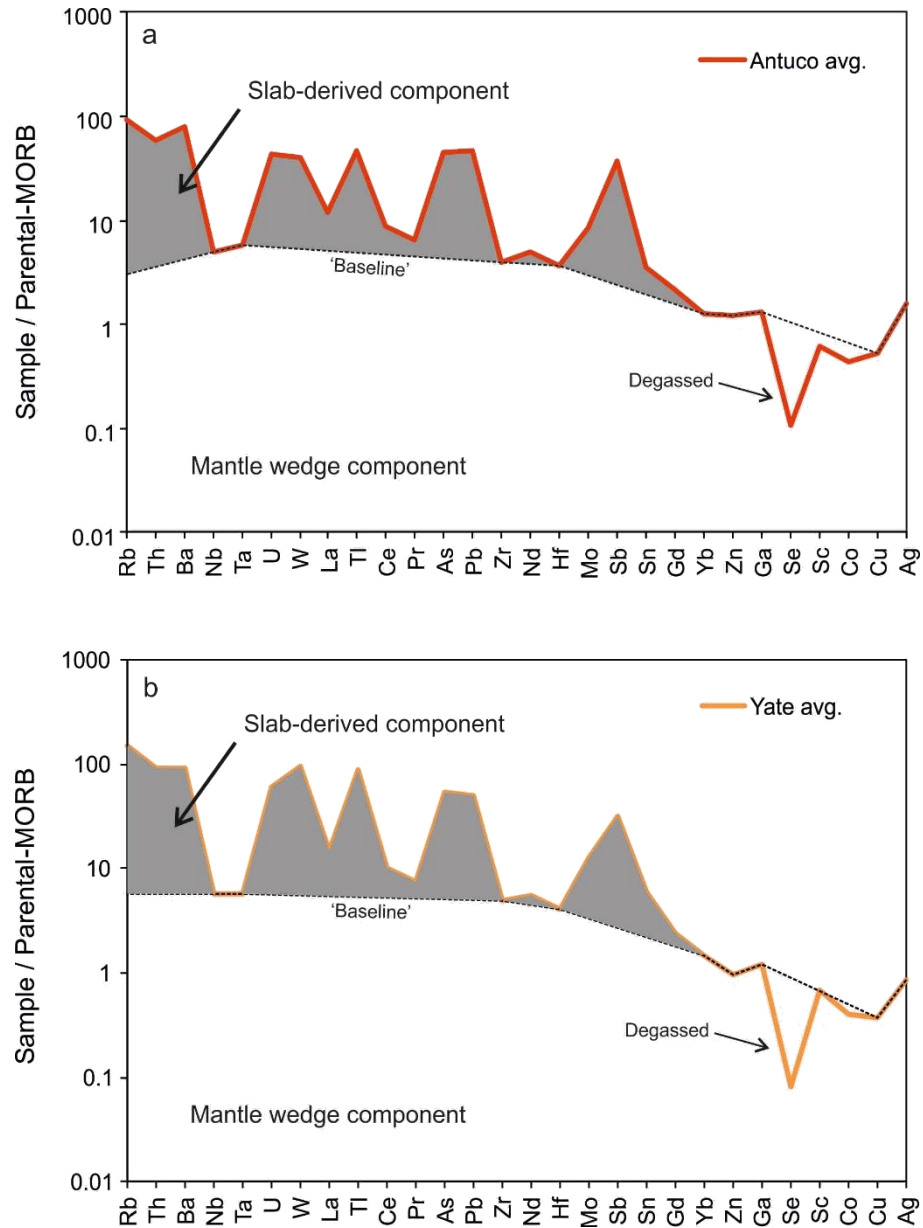 a
Antuco avg.
Slab-derived component
'Baseline'
Degassed
Mantle wedge component
Sample / Parental-MORB
1000
100
10
1
0.1
0.01
Rb Th Ba Nb Ta U W La Tl Ce Pr As Pb Zr Nd Hf Mo Sb Sn Gd Yb Zn Ga Se Sc Co Cu Ag
b
Yate avg.
Slab-derived component
'Baseline'
Degassed
Mantle wedge component
Sample / Parental-MORB
1000
100
10
1
0.1
0.01
Rb Th Ba Nb Ta U W La Tl Ce Pr As Pb Zr Nd Hf Mo Sb Sn Gd Yb Zn Ga Se Sc Co Cu Ag